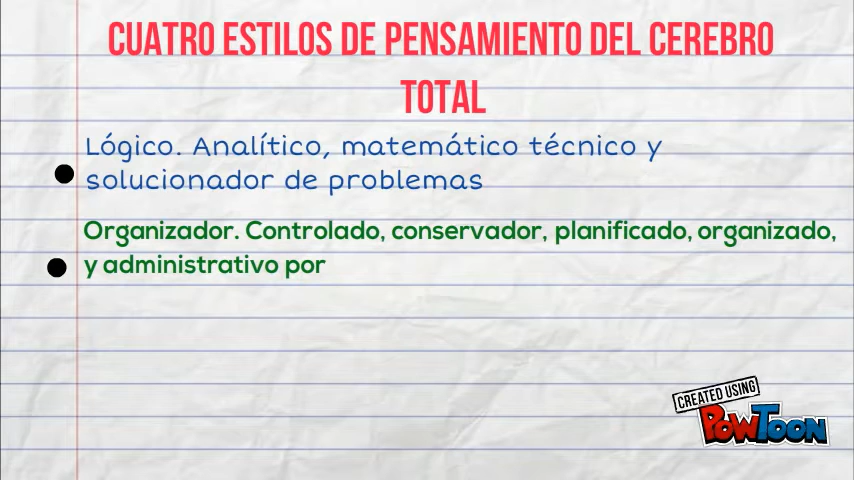 CUATRO ESTILOS DE PENSAMIENTO DEL CEREBRO
TOTAL
Lógico. Analítico, matemático técnico y
solucionador de problemas
Organizador. Controlado, conservador, planificado, organizado,
y administrativo por
CREATED USING
POWTOON